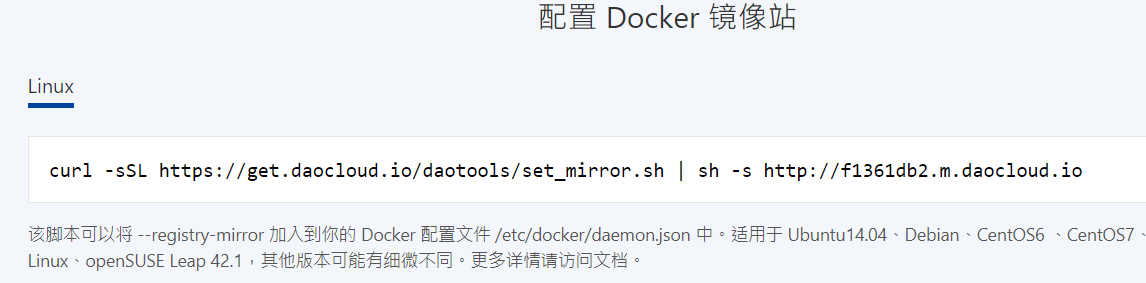 配置 Docker 镜像站
Linux
curl -sSL https://get.daocloud.io/daotools/set_mirror.sh | sh -s http://f1361db2.m.daocloud.io
该脚本可以将 --registry-mirror 加入到你的 Docker 配置文件 /etc/docker/daemon.json 中。适用于 Ubuntu14.04、Debian、CentOS6 、CentOS7、
Linux、openSUSE Leap 42.1，其他版本可能有细微不同。更多详情请访问文档。